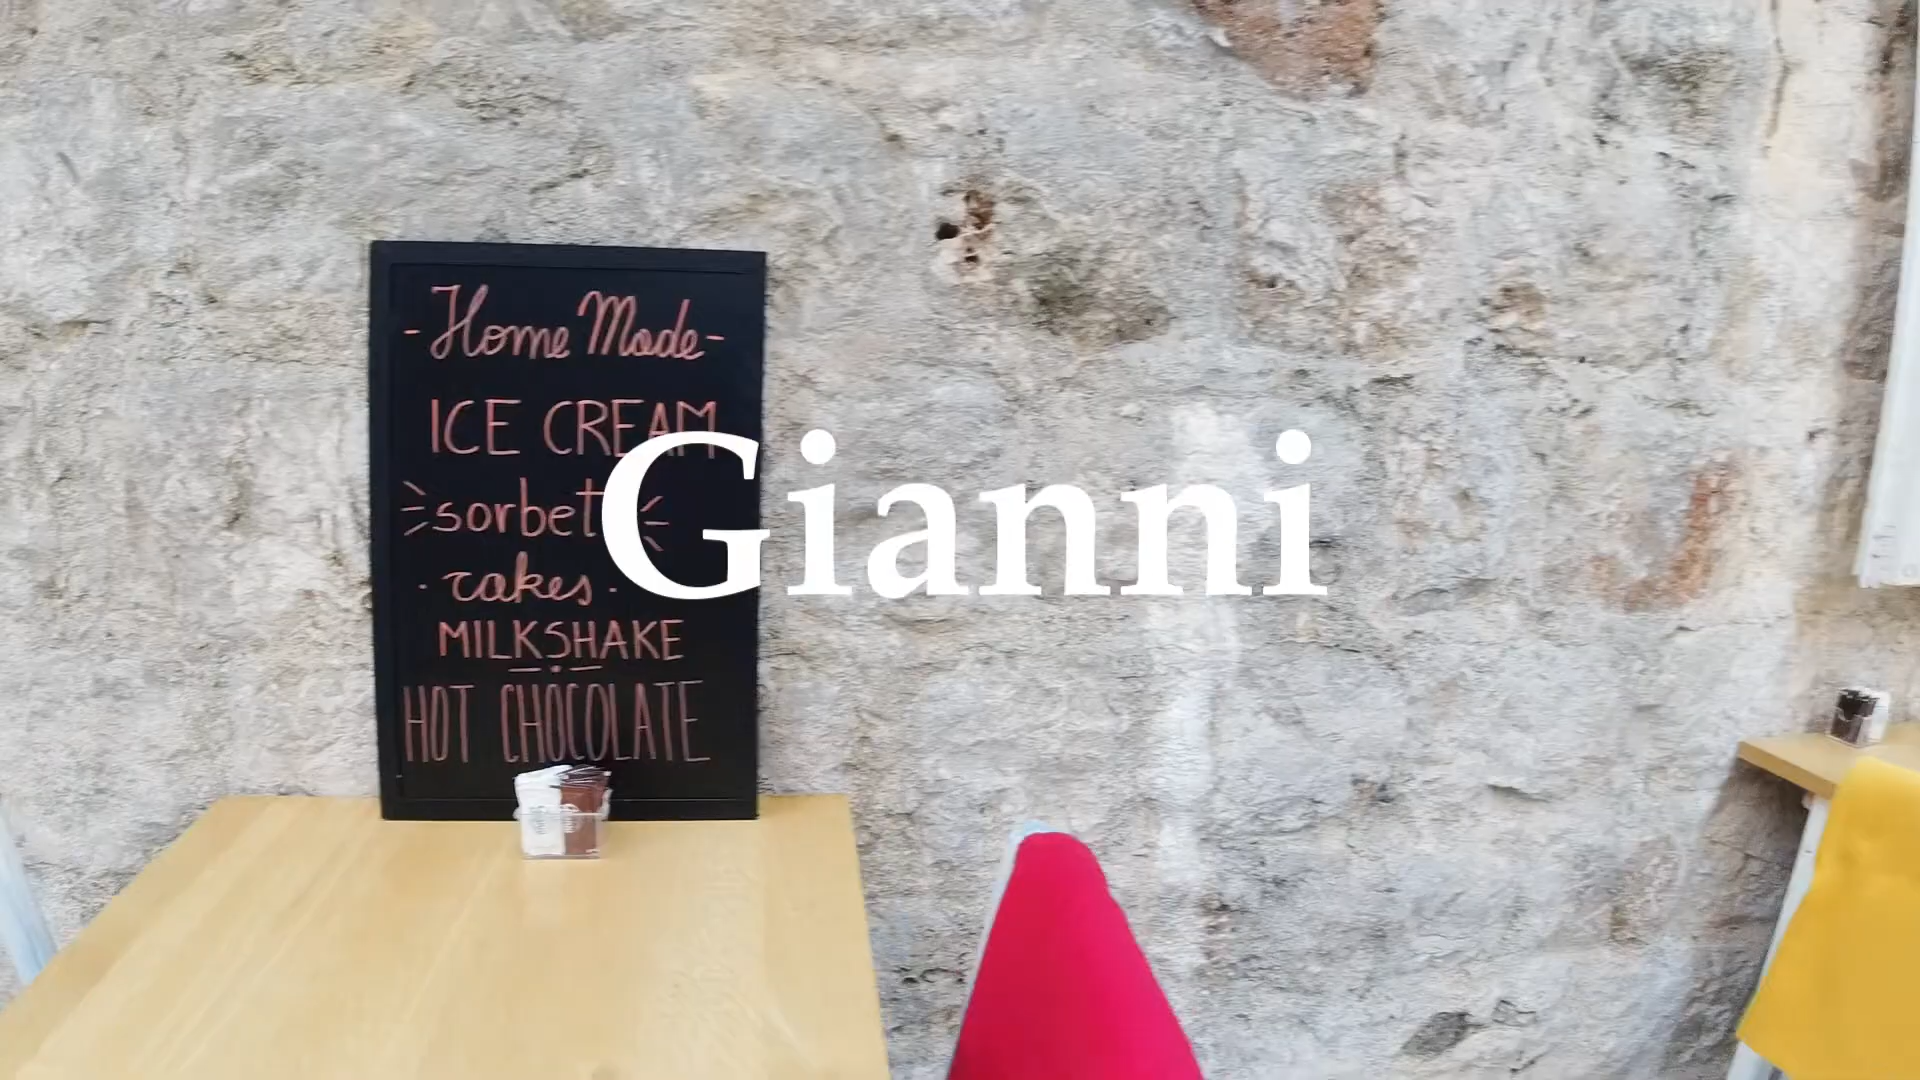 - Home Made -
ICE CREAM
sorbet
· cakes ·
MILKSHAKE
HOT CHOCOLATE
Gianni